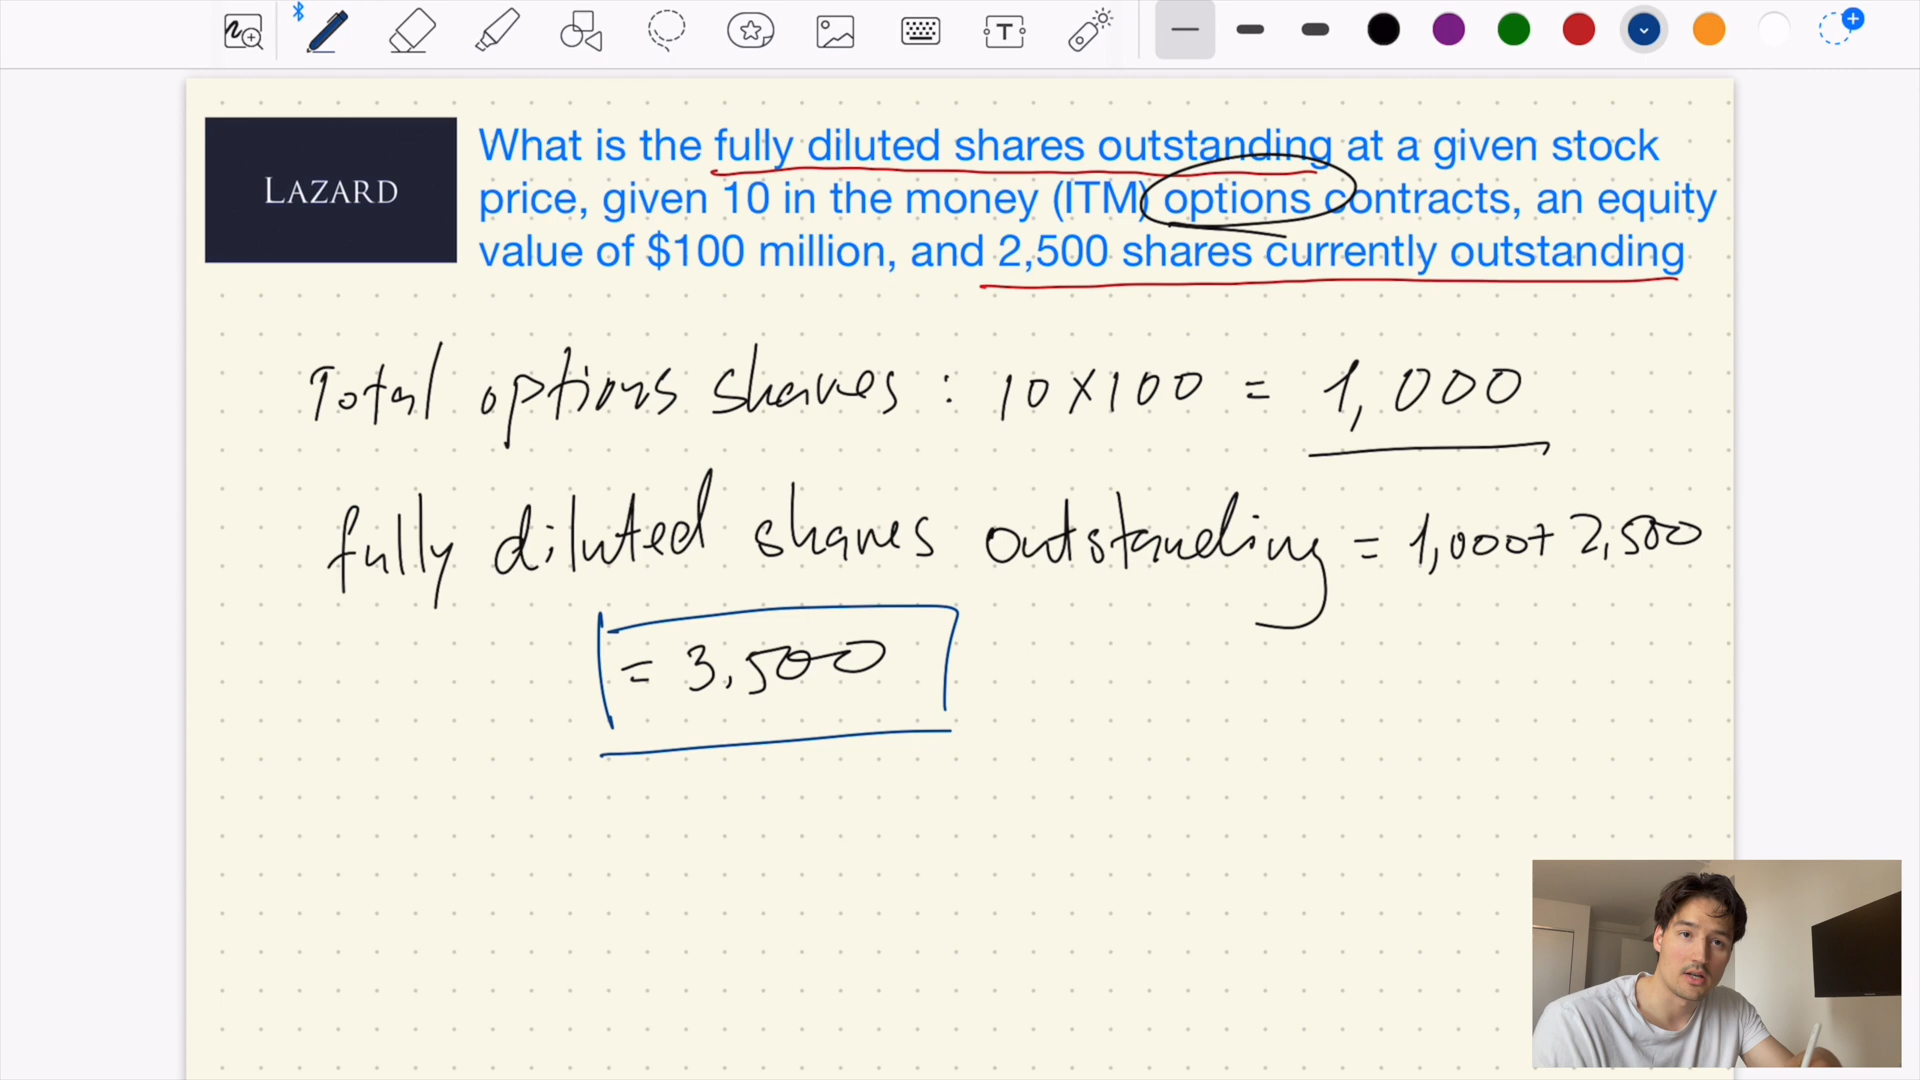 LAZARD
What is the fully diluted shares outstanding at a given stock
price, given 10 in the money (ITM) options contracts, an equity
value of $100 million, and 2,500 shares currently outstanding
Total options shares : 10 x 100 = 1,000
fully diluted shares outstanding = 1,000 + 2,500
= 3,500